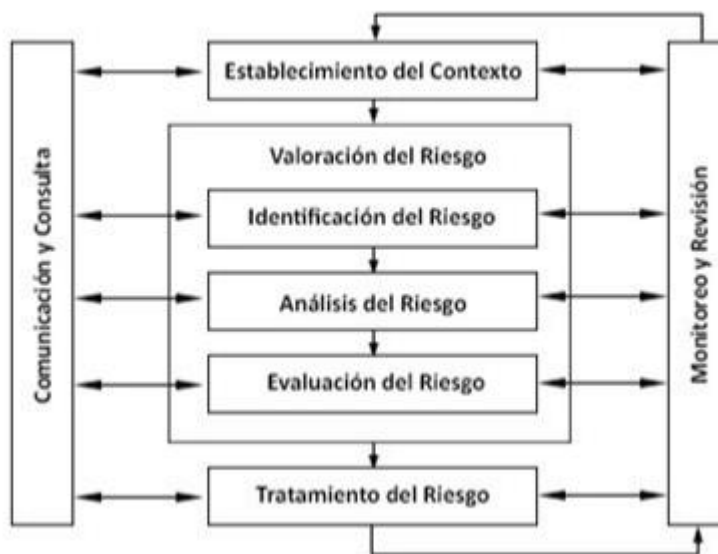 Establecimiento del Contexto
Valoración del Riesgo
Identificación del Riesgo
Análisis del Riesgo
Evaluación del Riesgo
Tratamiento del Riesgo
Comunicación y Consulta
Monitoreo y Revisión